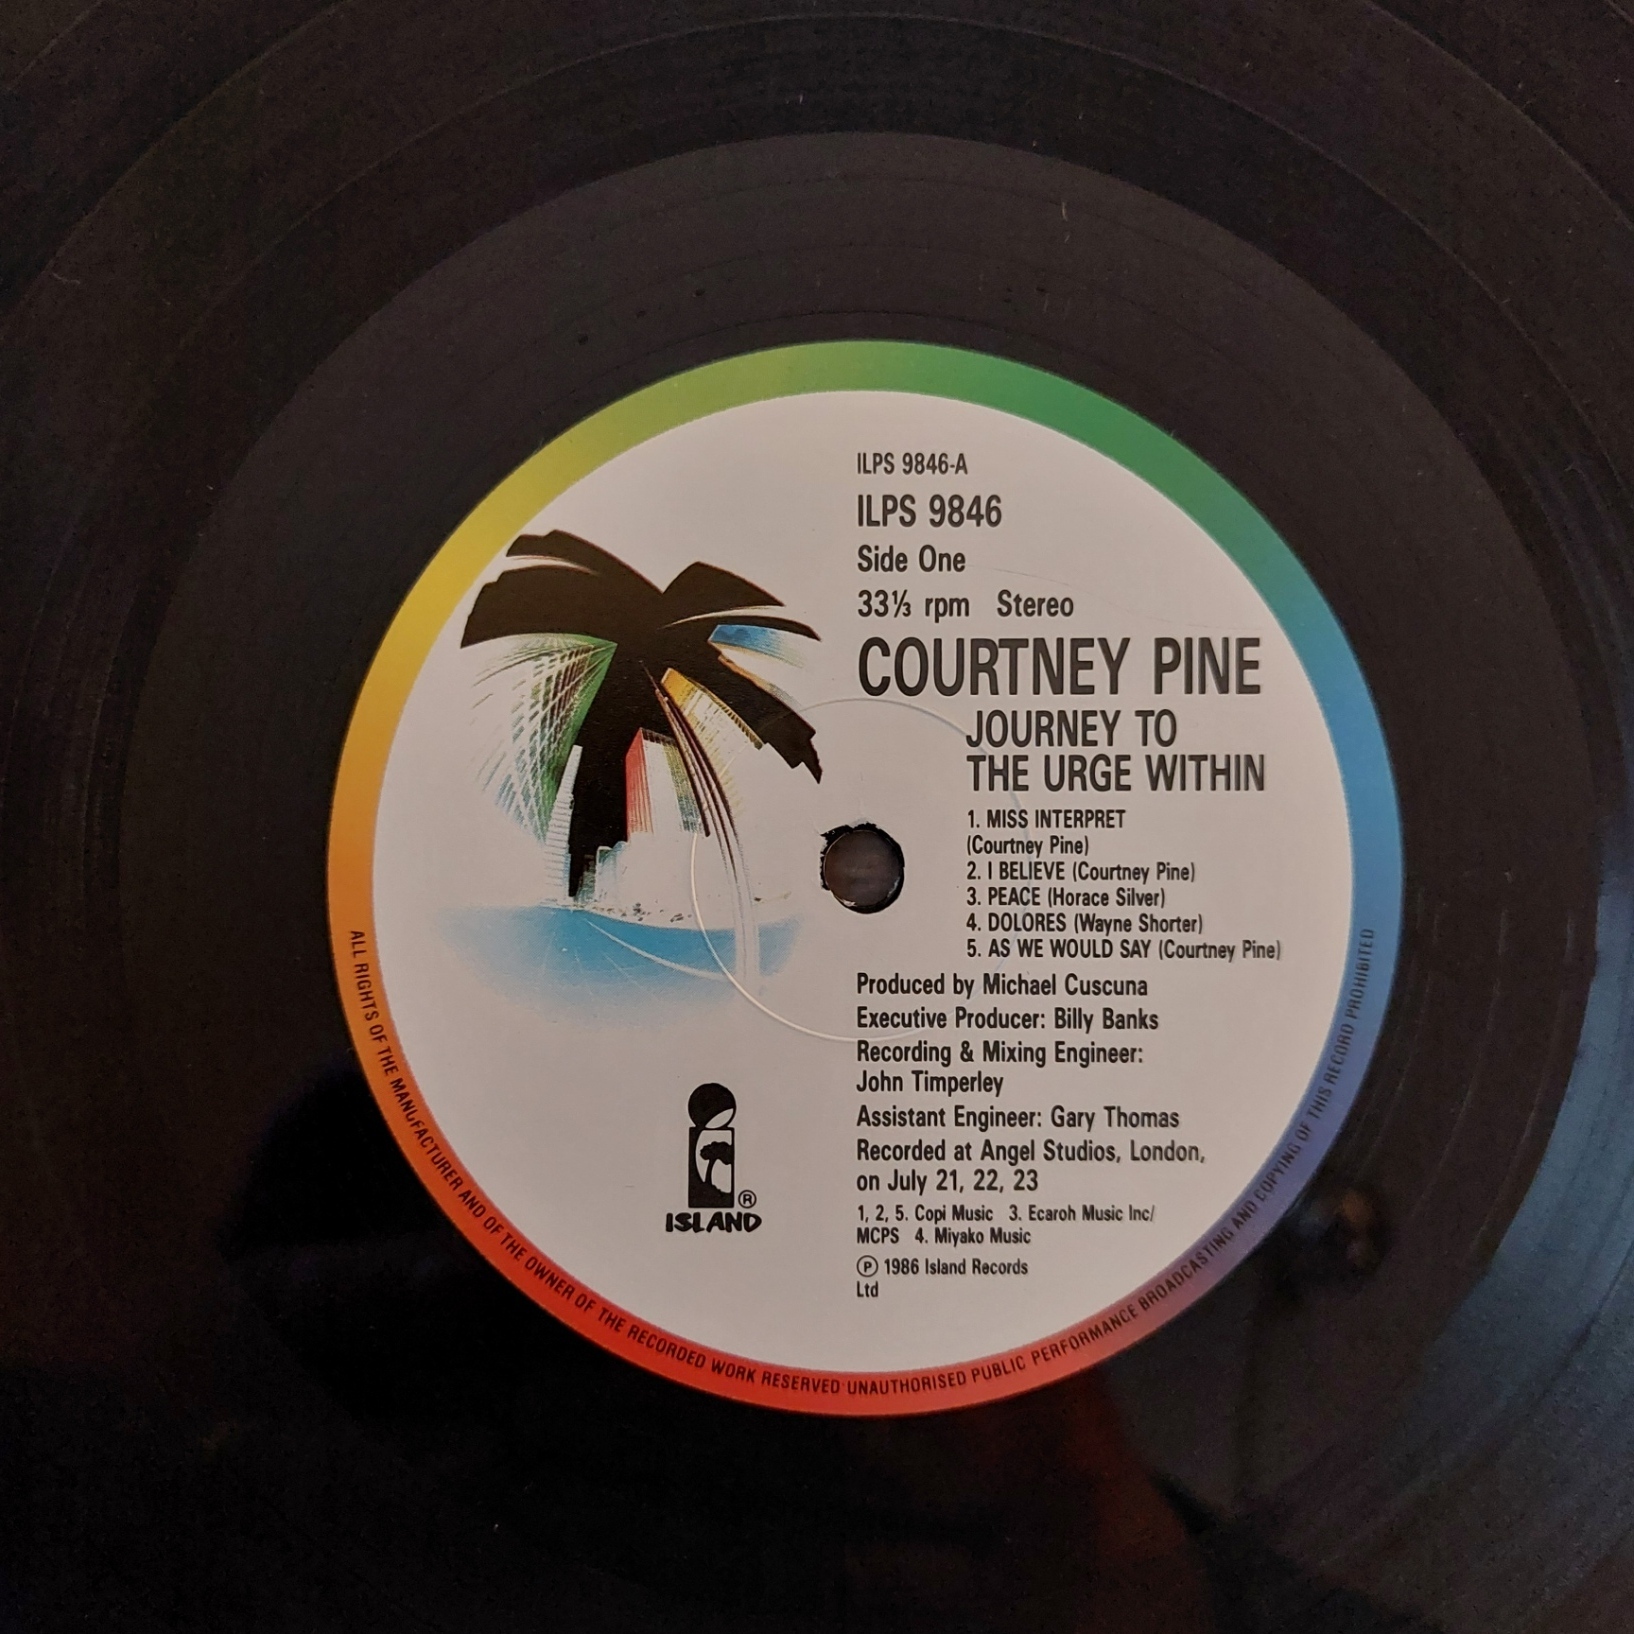 ILPS 9846-A
ILPS 9846
Side One
33⅓ rpm Stereo
COURTNEY PINE
JOURNEY TO
THE URGE WITHIN
1. MISS INTERPRET
(Courtney Pine)
2. I BELIEVE (Courtney Pine)
3. PEACE (Horace Silver)
4. DOLORES (Wayne Shorter)
5. AS WE WOULD SAY (Courtney Pine)
Produced by Michael Cuscuna
Executive Producer: Billy Banks
Recording & Mixing Engineer:
John Timperley
Assistant Engineer: Gary Thomas
Recorded at Angel Studios, London,
on July 21, 22, 23
1, 2, 5. Copi Music 3. Ecaroh Music Inc/
MCPS 4. Miyako Music
℗ 1986 Island Records
Ltd
®
ISLAND
ALL RIGHTS OF THE MANUFACTURER AND OF THE OWNER OF THE RECORDED WORK RESERVED UNAUTHORISED PUBLIC PERFORMANCE BROADCASTING AND COPYING OF THIS RECORD PROHIBITED